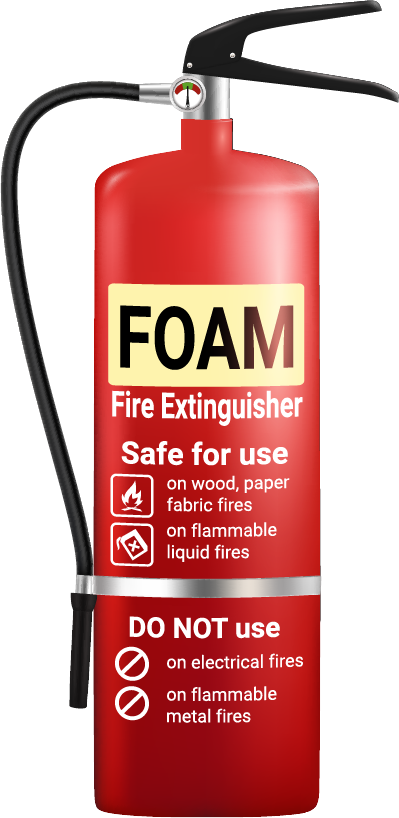 FOAM
Fire Extinguisher
Safe for use
on wood, paper
fabric fires
on flammable
liquid fires
DO NOT use
on electrical fires
on flammable
metal fires